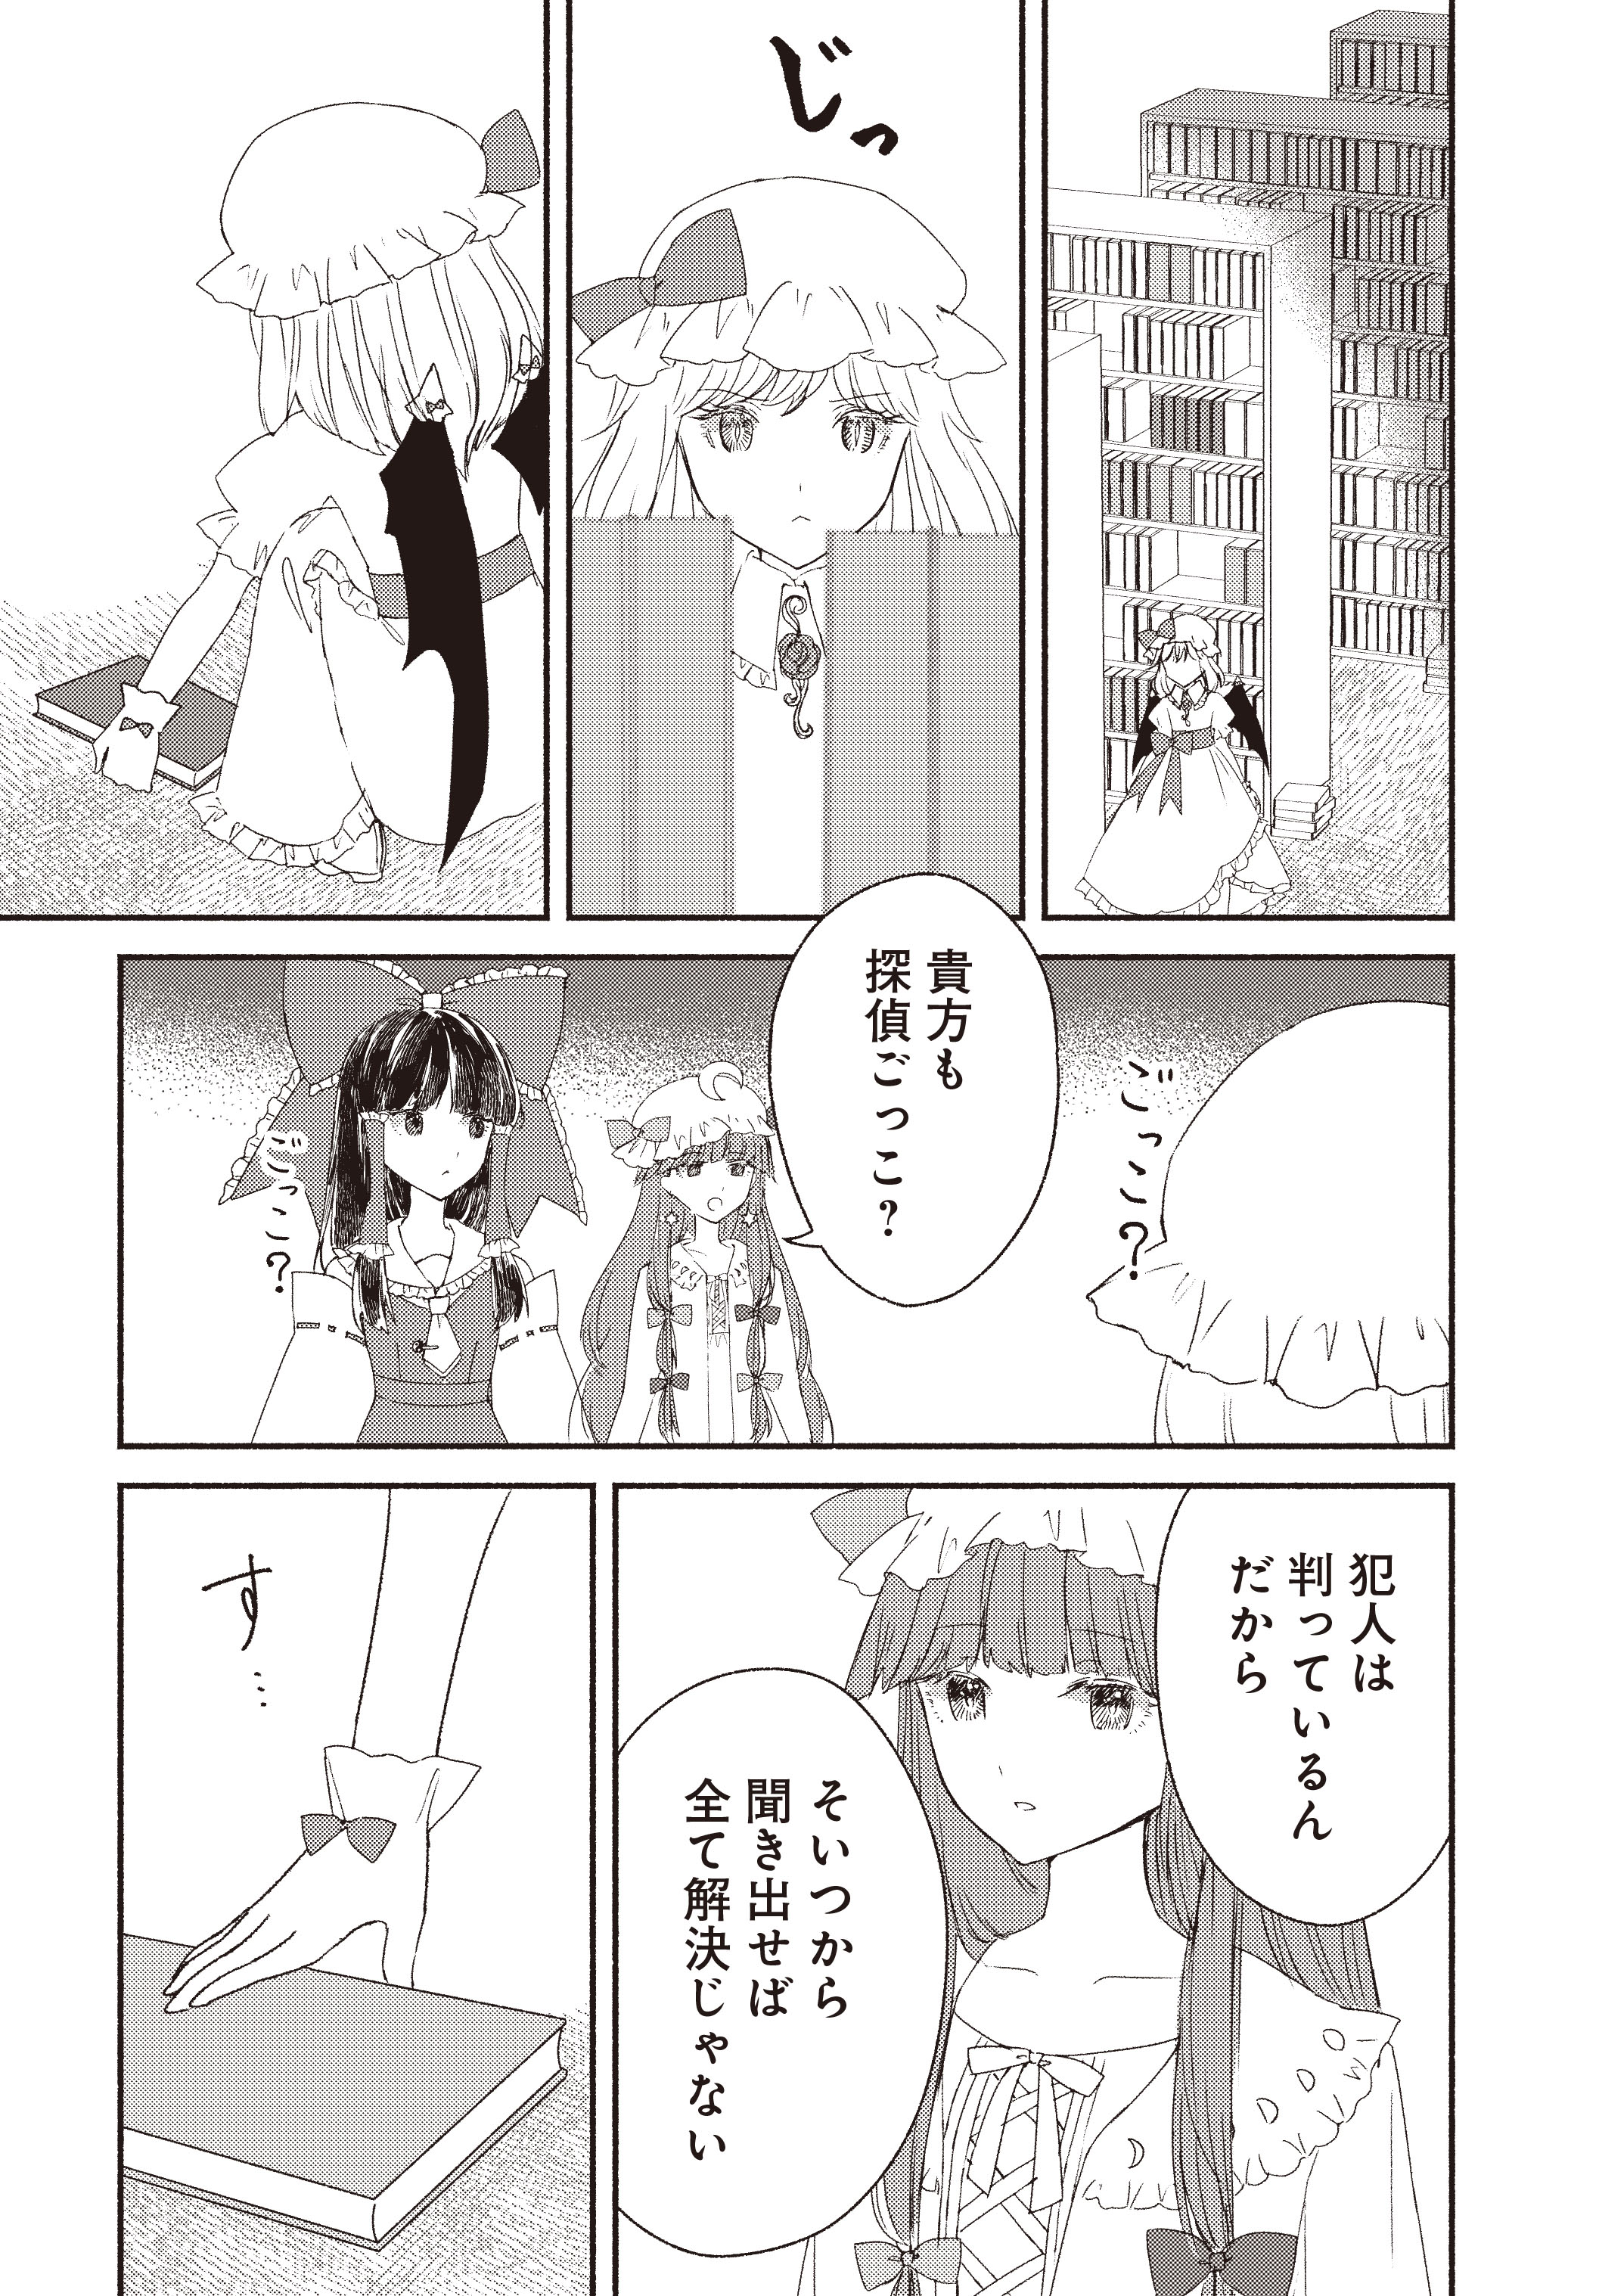 じっ
貴方も
探偵ごっこ?
ごっこ?
ごっこ?
犯人は
判っているん
だから
そいつから
聞き出せば
全て解決じゃない
す…